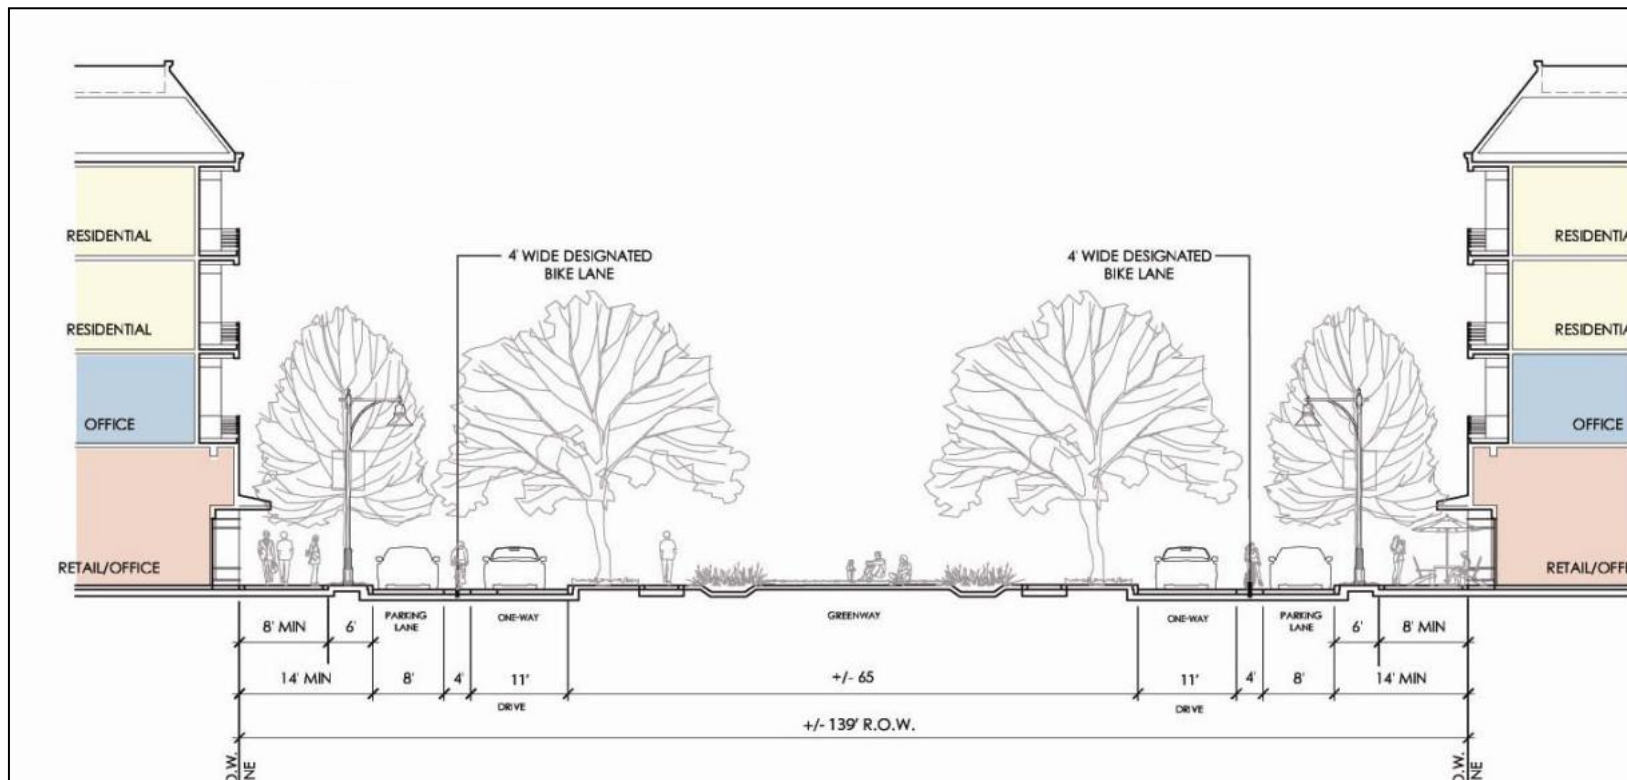 RESIDENTIAL
RESIDENTIA
4' WIDE DESIGNATED
BIKE LANE
4' WIDE DESIGNATED
BIKE LANE
RESIDENTIAL
RESIDENTIA
OFFICE
OFFICE
RETAIL/OFFICE
RETAIL/OFFI
8' MIN
6'
PARKING
LANE
ONE-WAY
GREENWAY
ONE-WAY
PARKING
LANE
6'
8' MIN
14' MIN
8'
4'
11'
+/- 65
11'
4'
8'
14' MIN
DRIVE
DRIVE
+/- 139' R.O.W.
O.W.
NE
O.W.
NE